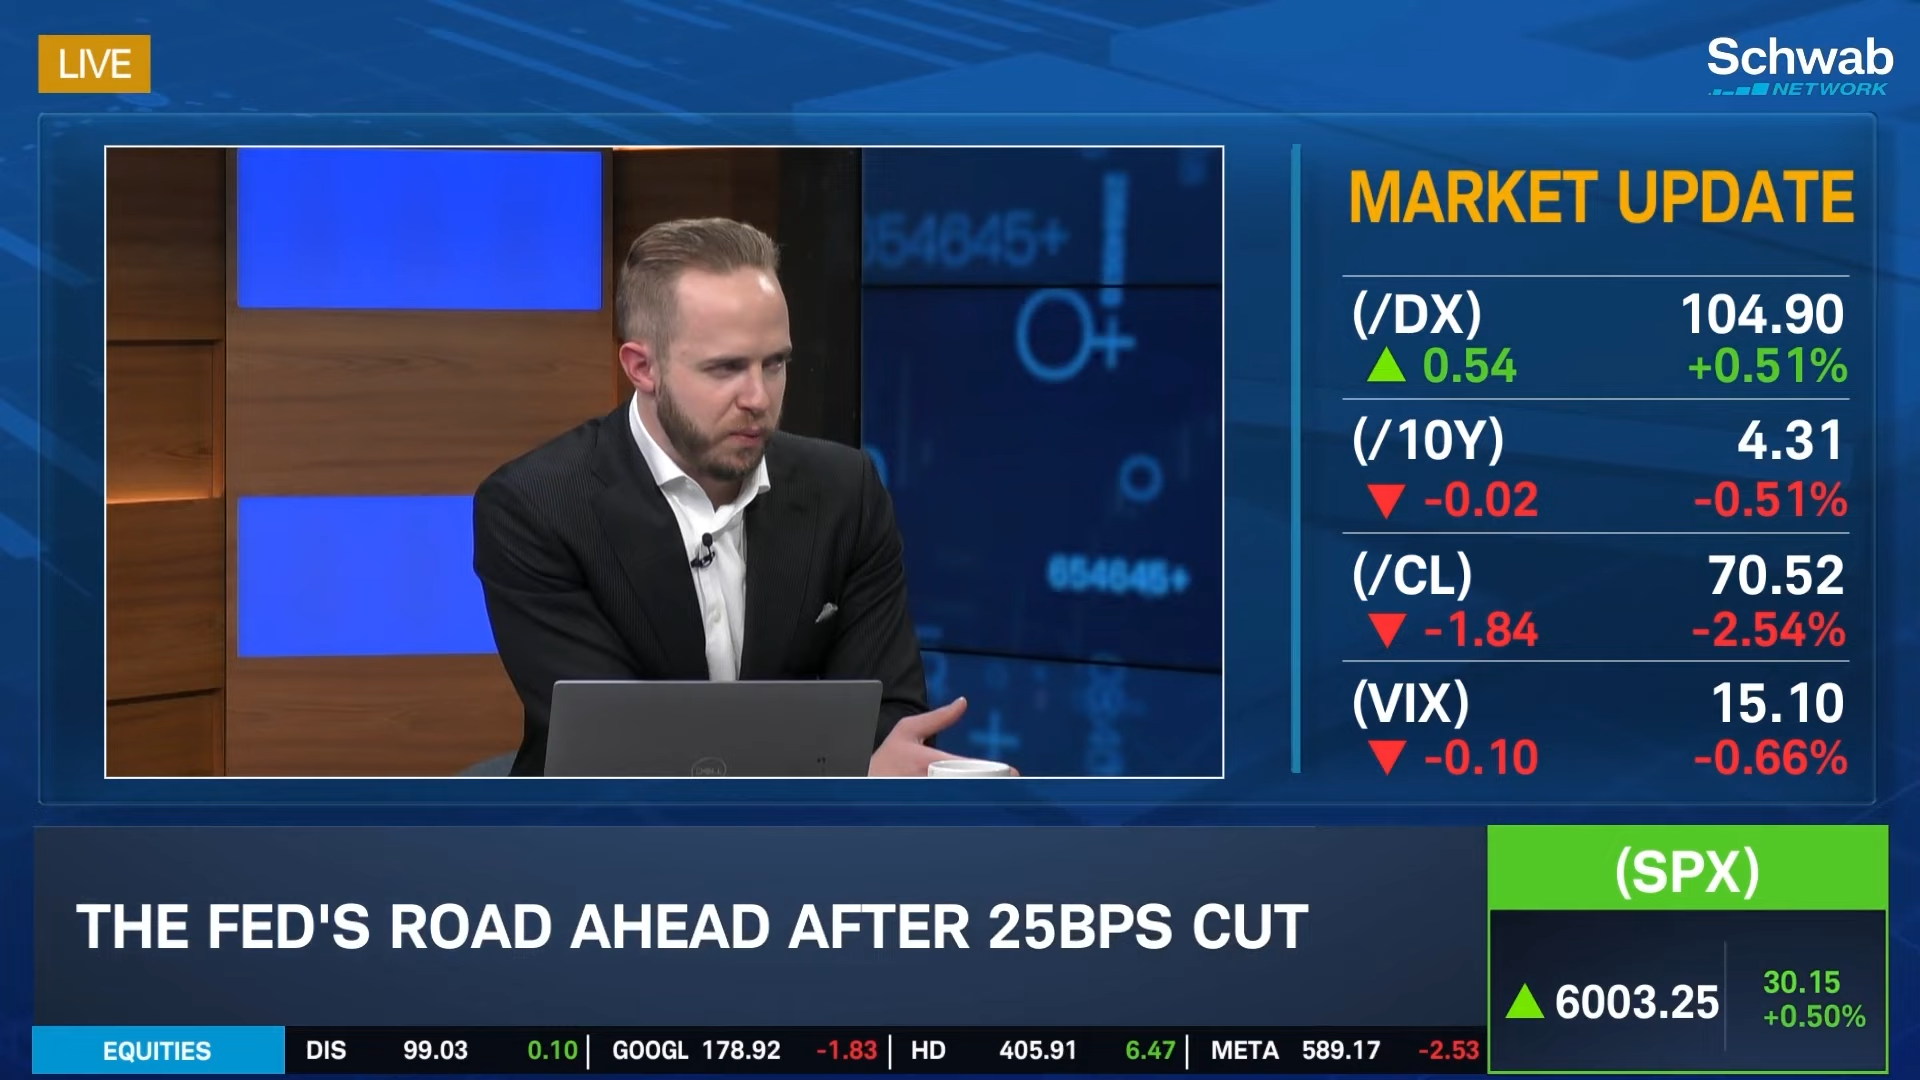 LIVE
Schwab
NETWORK
654645+
654645+
DELL
MARKET UPDATE
(/DX) 104.90
▲ 0.54 +0.51%
(/10Y) 4.31
▼ -0.02 -0.51%
(/CL) 70.52
▼ -1.84 -2.54%
(VIX) 15.10
▼ -0.10 -0.66%
THE FED'S ROAD AHEAD AFTER 25BPS CUT
(SPX)
▲ 6003.25 30.15
+0.50%
EQUITIES DIS 99.03 0.10 | GOOGL 178.92 -1.83 | HD 405.91 6.47 | META 589.17 -2.53